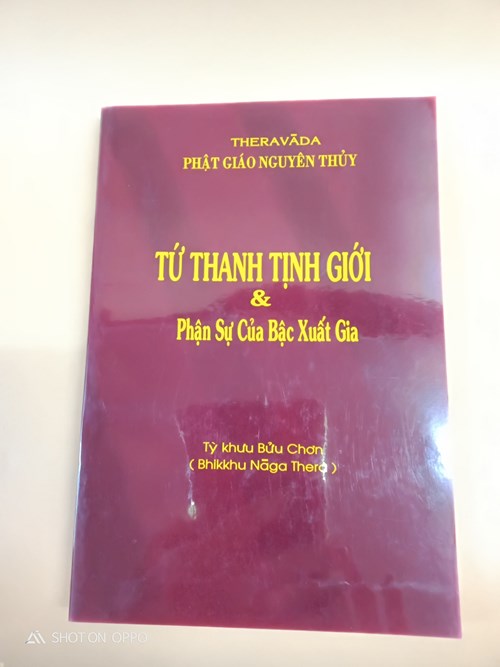 THERAVĀDA
PHẬT GIÁO NGUYÊN THỦY
TỨ THANH TỊNH GIỚI
&
Phận Sự Của Bậc Xuất Gia
Tỳ khưu Bửu Chơn
( Bhikkhu Nāga Thera )
SHOT ON OPPO